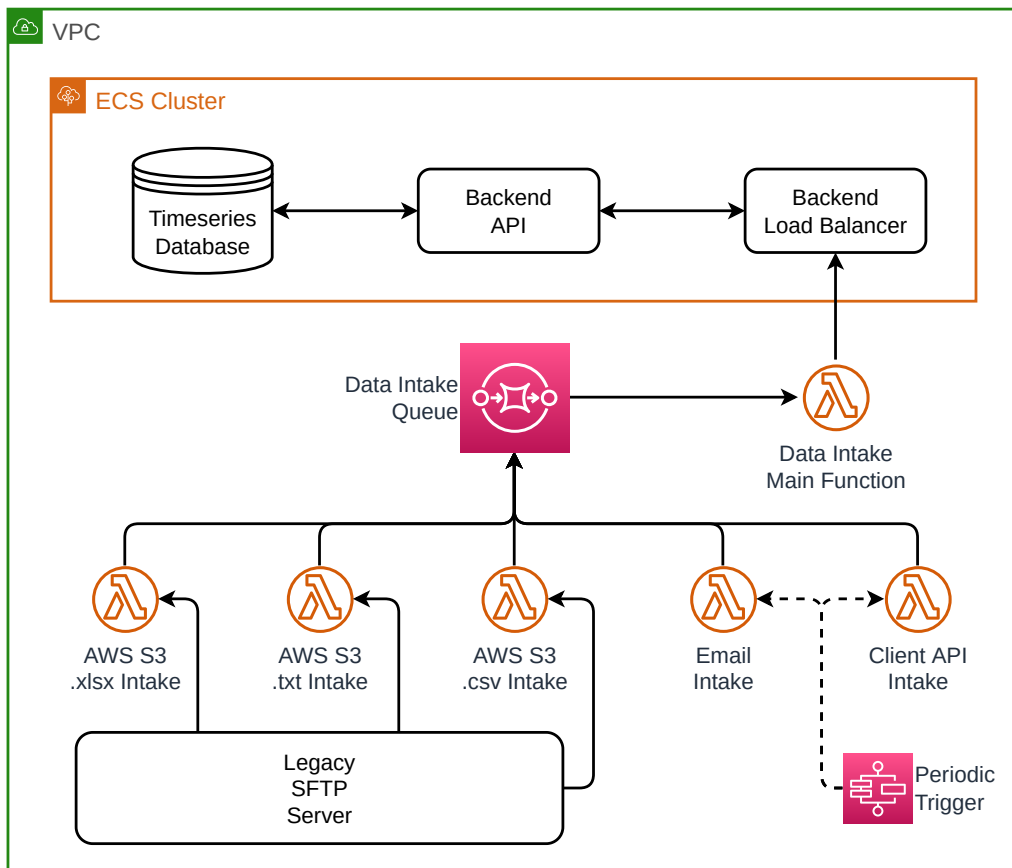 VPC
ECS Cluster
Timeseries
Database
Backend
API
Backend
Load Balancer
Data Intake
Queue
Data Intake
Main Function
AWS S3
.xlsx Intake
AWS S3
.txt Intake
AWS S3
.csv Intake
Email
Intake
Client API
Intake
Legacy
SFTP
Server
Periodic
Trigger